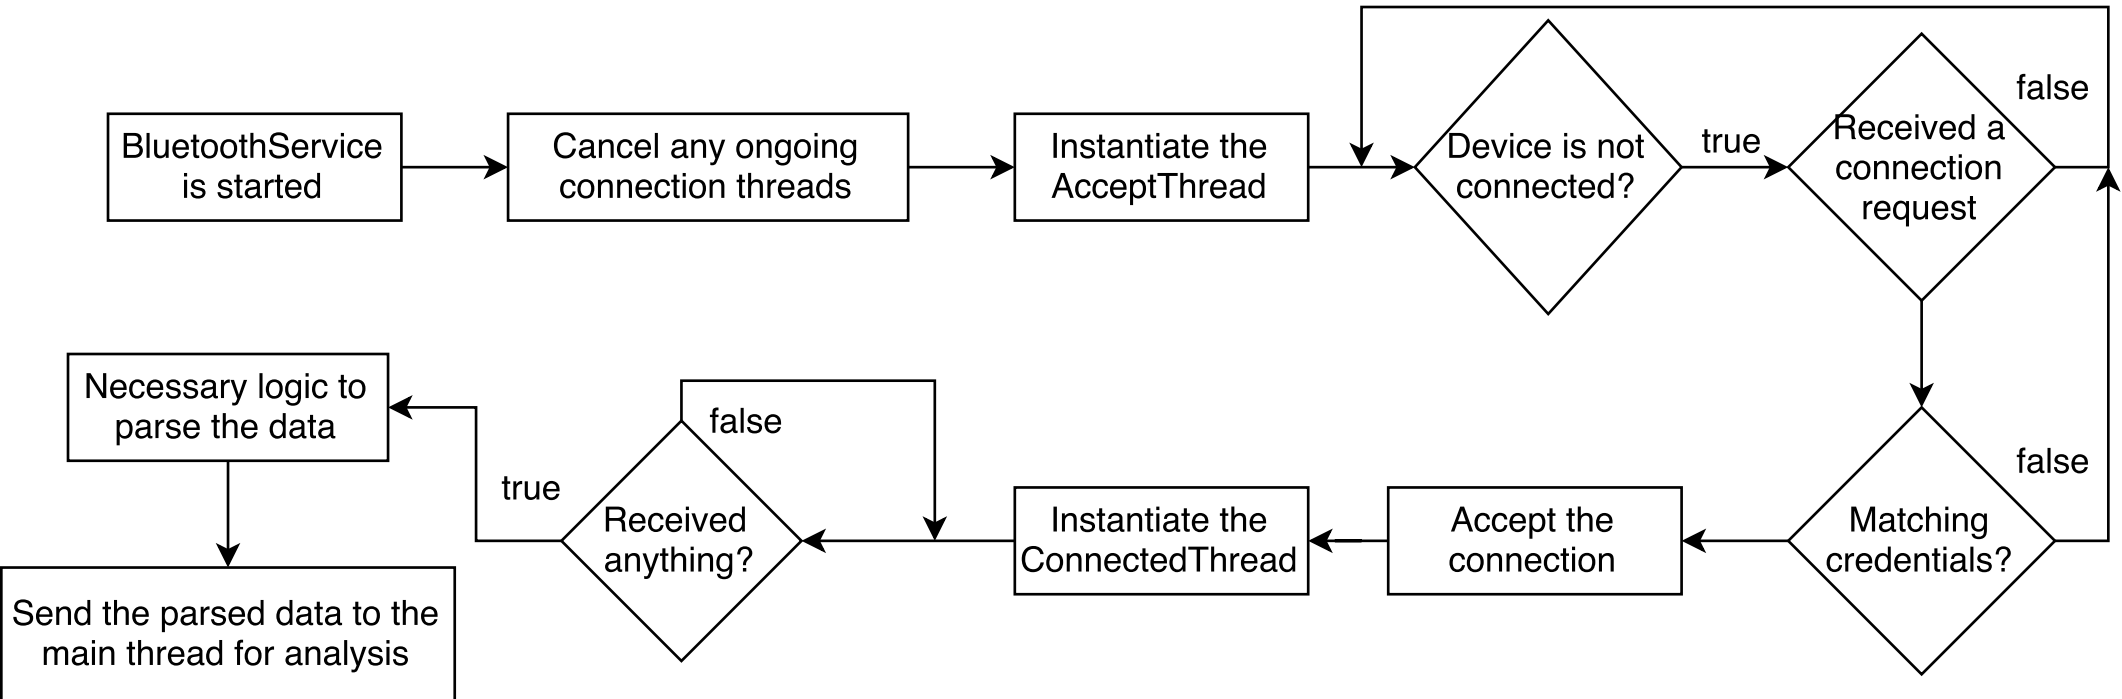 BluetoothService
is started
Cancel any ongoing
connection threads
Instantiate the
AcceptThread
Device is not
connected?
true
Received a
connection
request
false
Matching
credentials?
false
Accept the
connection
Instantiate the
ConnectedThread
Received
anything?
false
true
Necessary logic to
parse the data
Send the parsed data to the
main thread for analysis